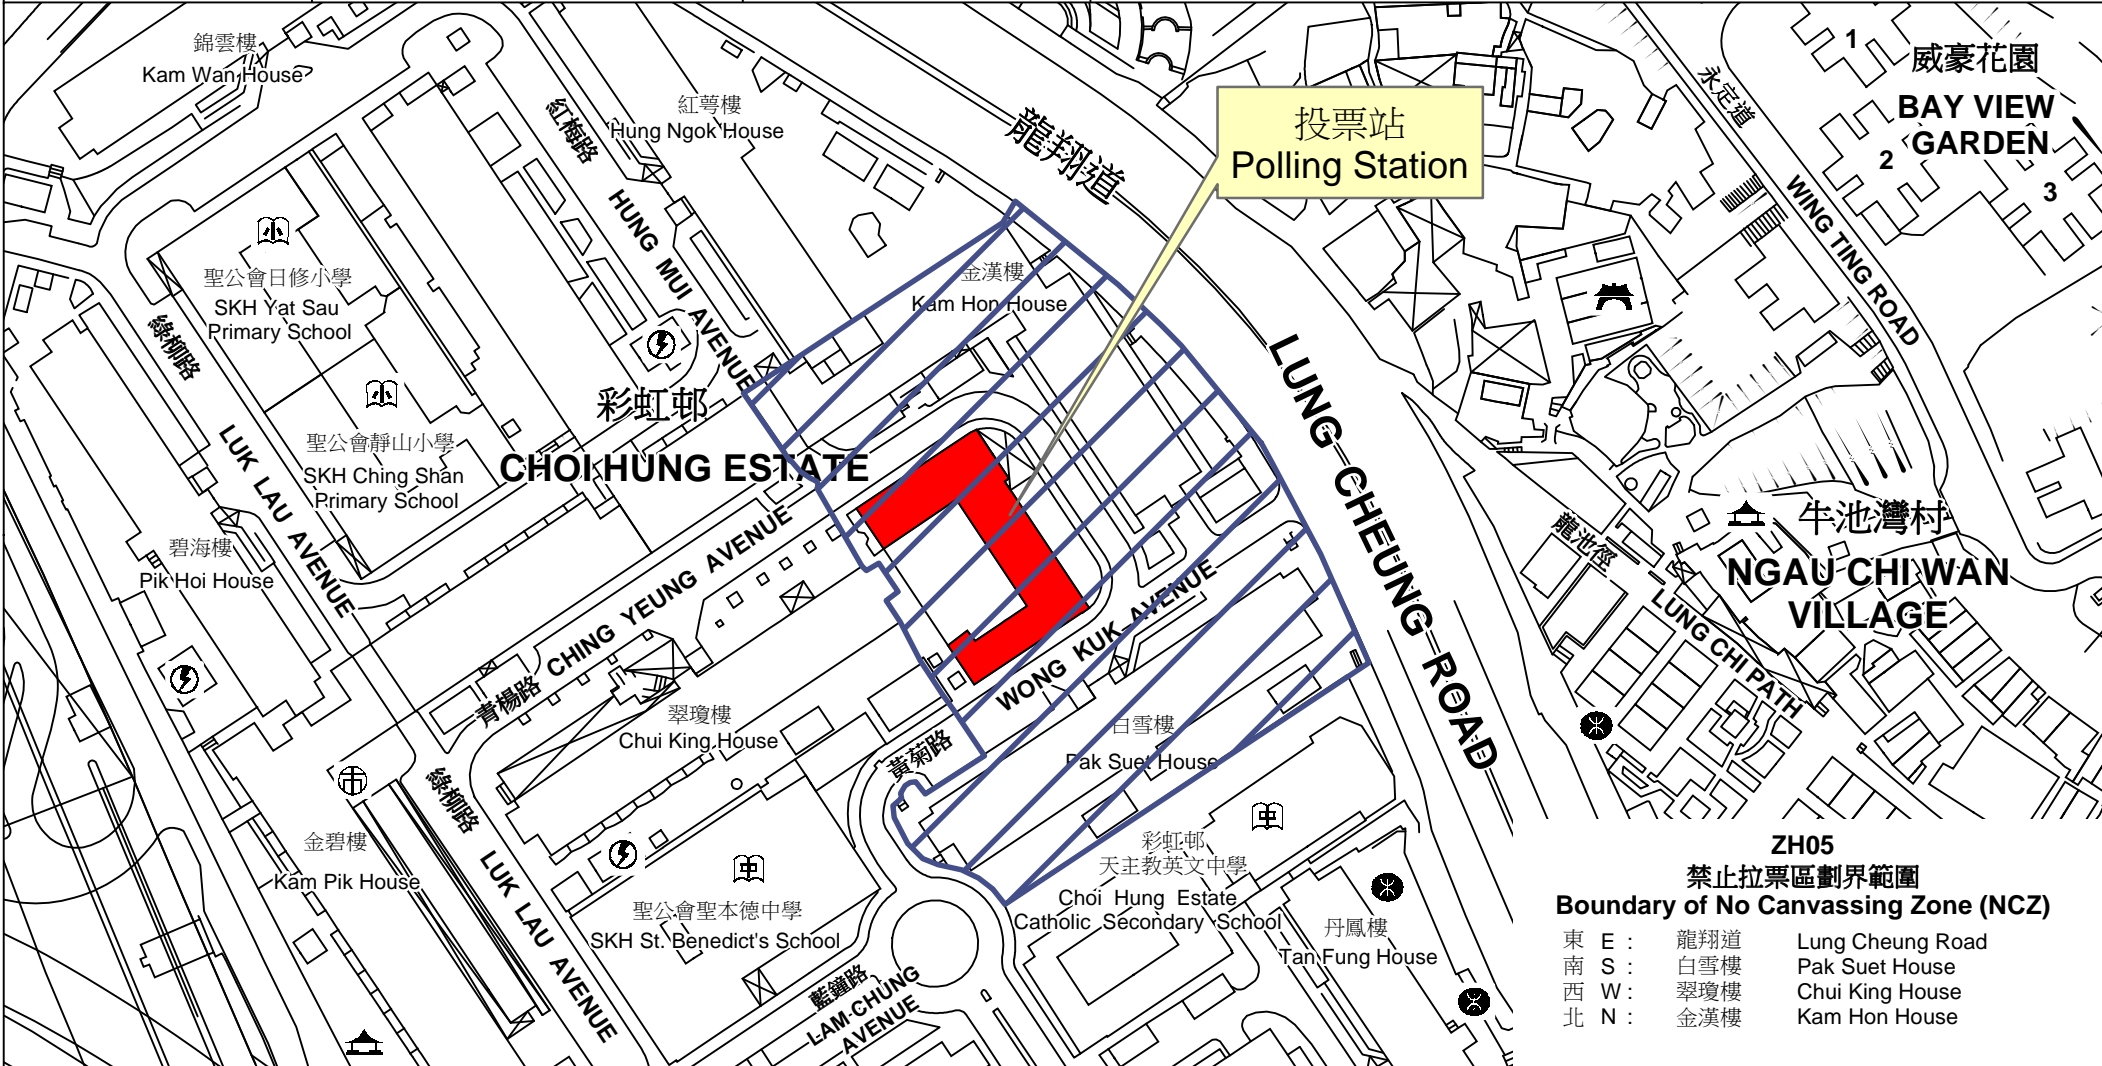 錦雲樓
Kam Wan House
紅萼樓
Hung Ngok House
紅梅路
HUNG MUI AVENUE
龍翔道
LUNG CHEUNG ROAD
投票站
Polling Station
永定道
WING TING ROAD
1
2
3
威豪花園
BAY VIEW
GARDEN
小
聖公會日修小學
SKH Yat Sau
Primary School
小
聖公會靜山小學
SKH Ching Shan
Primary School
綠柳路
LUK LAU AVENUE
金漢樓
Kam Hon House
彩虹邨
CHOI HUNG ESTATE
碧海樓
Pik Hoi House
青楊路 CHING YEUNG AVENUE
翠瓊樓
Chui King House
黃菊路
WONG KUK AVENUE
白雪樓
Pak Suet House
龍池徑
LUNG CHI PATH
牛池灣村
NGAU CHI WAN
VILLAGE
市
金碧樓
Kam Pik House
綠柳路
LUK LAU AVENUE
中
聖公會聖本德中學
SKH St. Benedict's School
藍鐘路
LAM CHUNG
AVENUE
中
彩虹邨
天主教英文中學
Choi Hung Estate
Catholic Secondary School
丹鳳樓
Tan Fung House
ZH05
禁止拉票區劃界範圍
Boundary of No Canvassing Zone (NCZ)
東 E : 龍翔道 Lung Cheung Road
南 S : 白雪樓 Pak Suet House
西 W : 翠瓊樓 Chui King House
北 N : 金漢樓 Kam Hon House